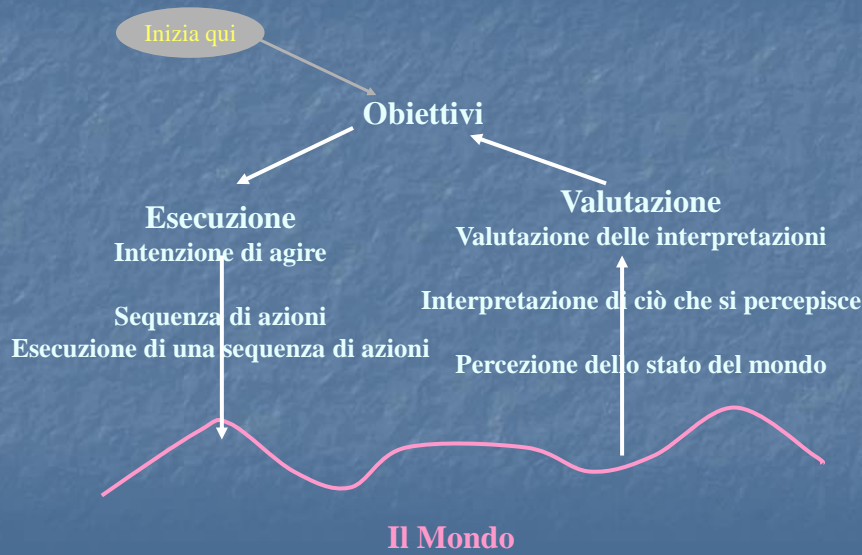 Inizia qui
Obiettivi
Esecuzione
Intenzione di agire
Sequenza di azioni
Esecuzione di una sequenza di azioni
Valutazione
Valutazione delle interpretazioni
Interpretazione di ciò che si percepisce
Percezione dello stato del mondo
Il Mondo